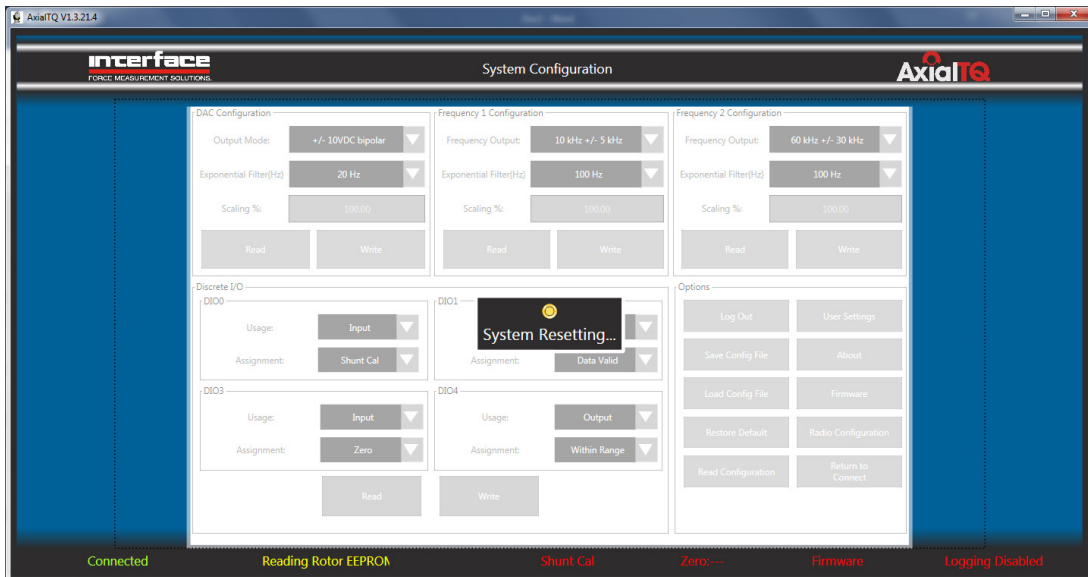 AxialTQ V1.3.21.4
interface
FORCE MEASUREMENT SOLUTIONS.
System Configuration
AxialTQ
DAC Configuration
Output Mode: +/- 10VDC bipolar
Exponential Filter(Hz) 20 Hz
Scaling %: 100.00
Read Write
Frequency 1 Configuration
Frequency Output: 10 kHz +/- 5 kHz
Exponential Filter(Hz) 100 Hz
Scaling %: 100.00
Read Write
Frequency 2 Configuration
Frequency Output: 60 kHz +/- 30 kHz
Exponential Filter(Hz) 100 Hz
Scaling %: 100.00
Read Write
Discrete I/O
DIO0
Usage: Input
Assignment: Shunt Cal
DIO1
System Resetting...
Assignment: Data Valid
DIO3
Usage: Input
Assignment: Zero
DIO4
Usage: Output
Assignment: Within Range
Read Write
Options
Log Out User Settings
Save Config File About
Load Config File Firmware
Restore Default Radio Configuration
Read Configuration Return to
Connect
Connected Reading Rotor EEPROM Shunt Cal Zero:--- Firmware Logging Disabled